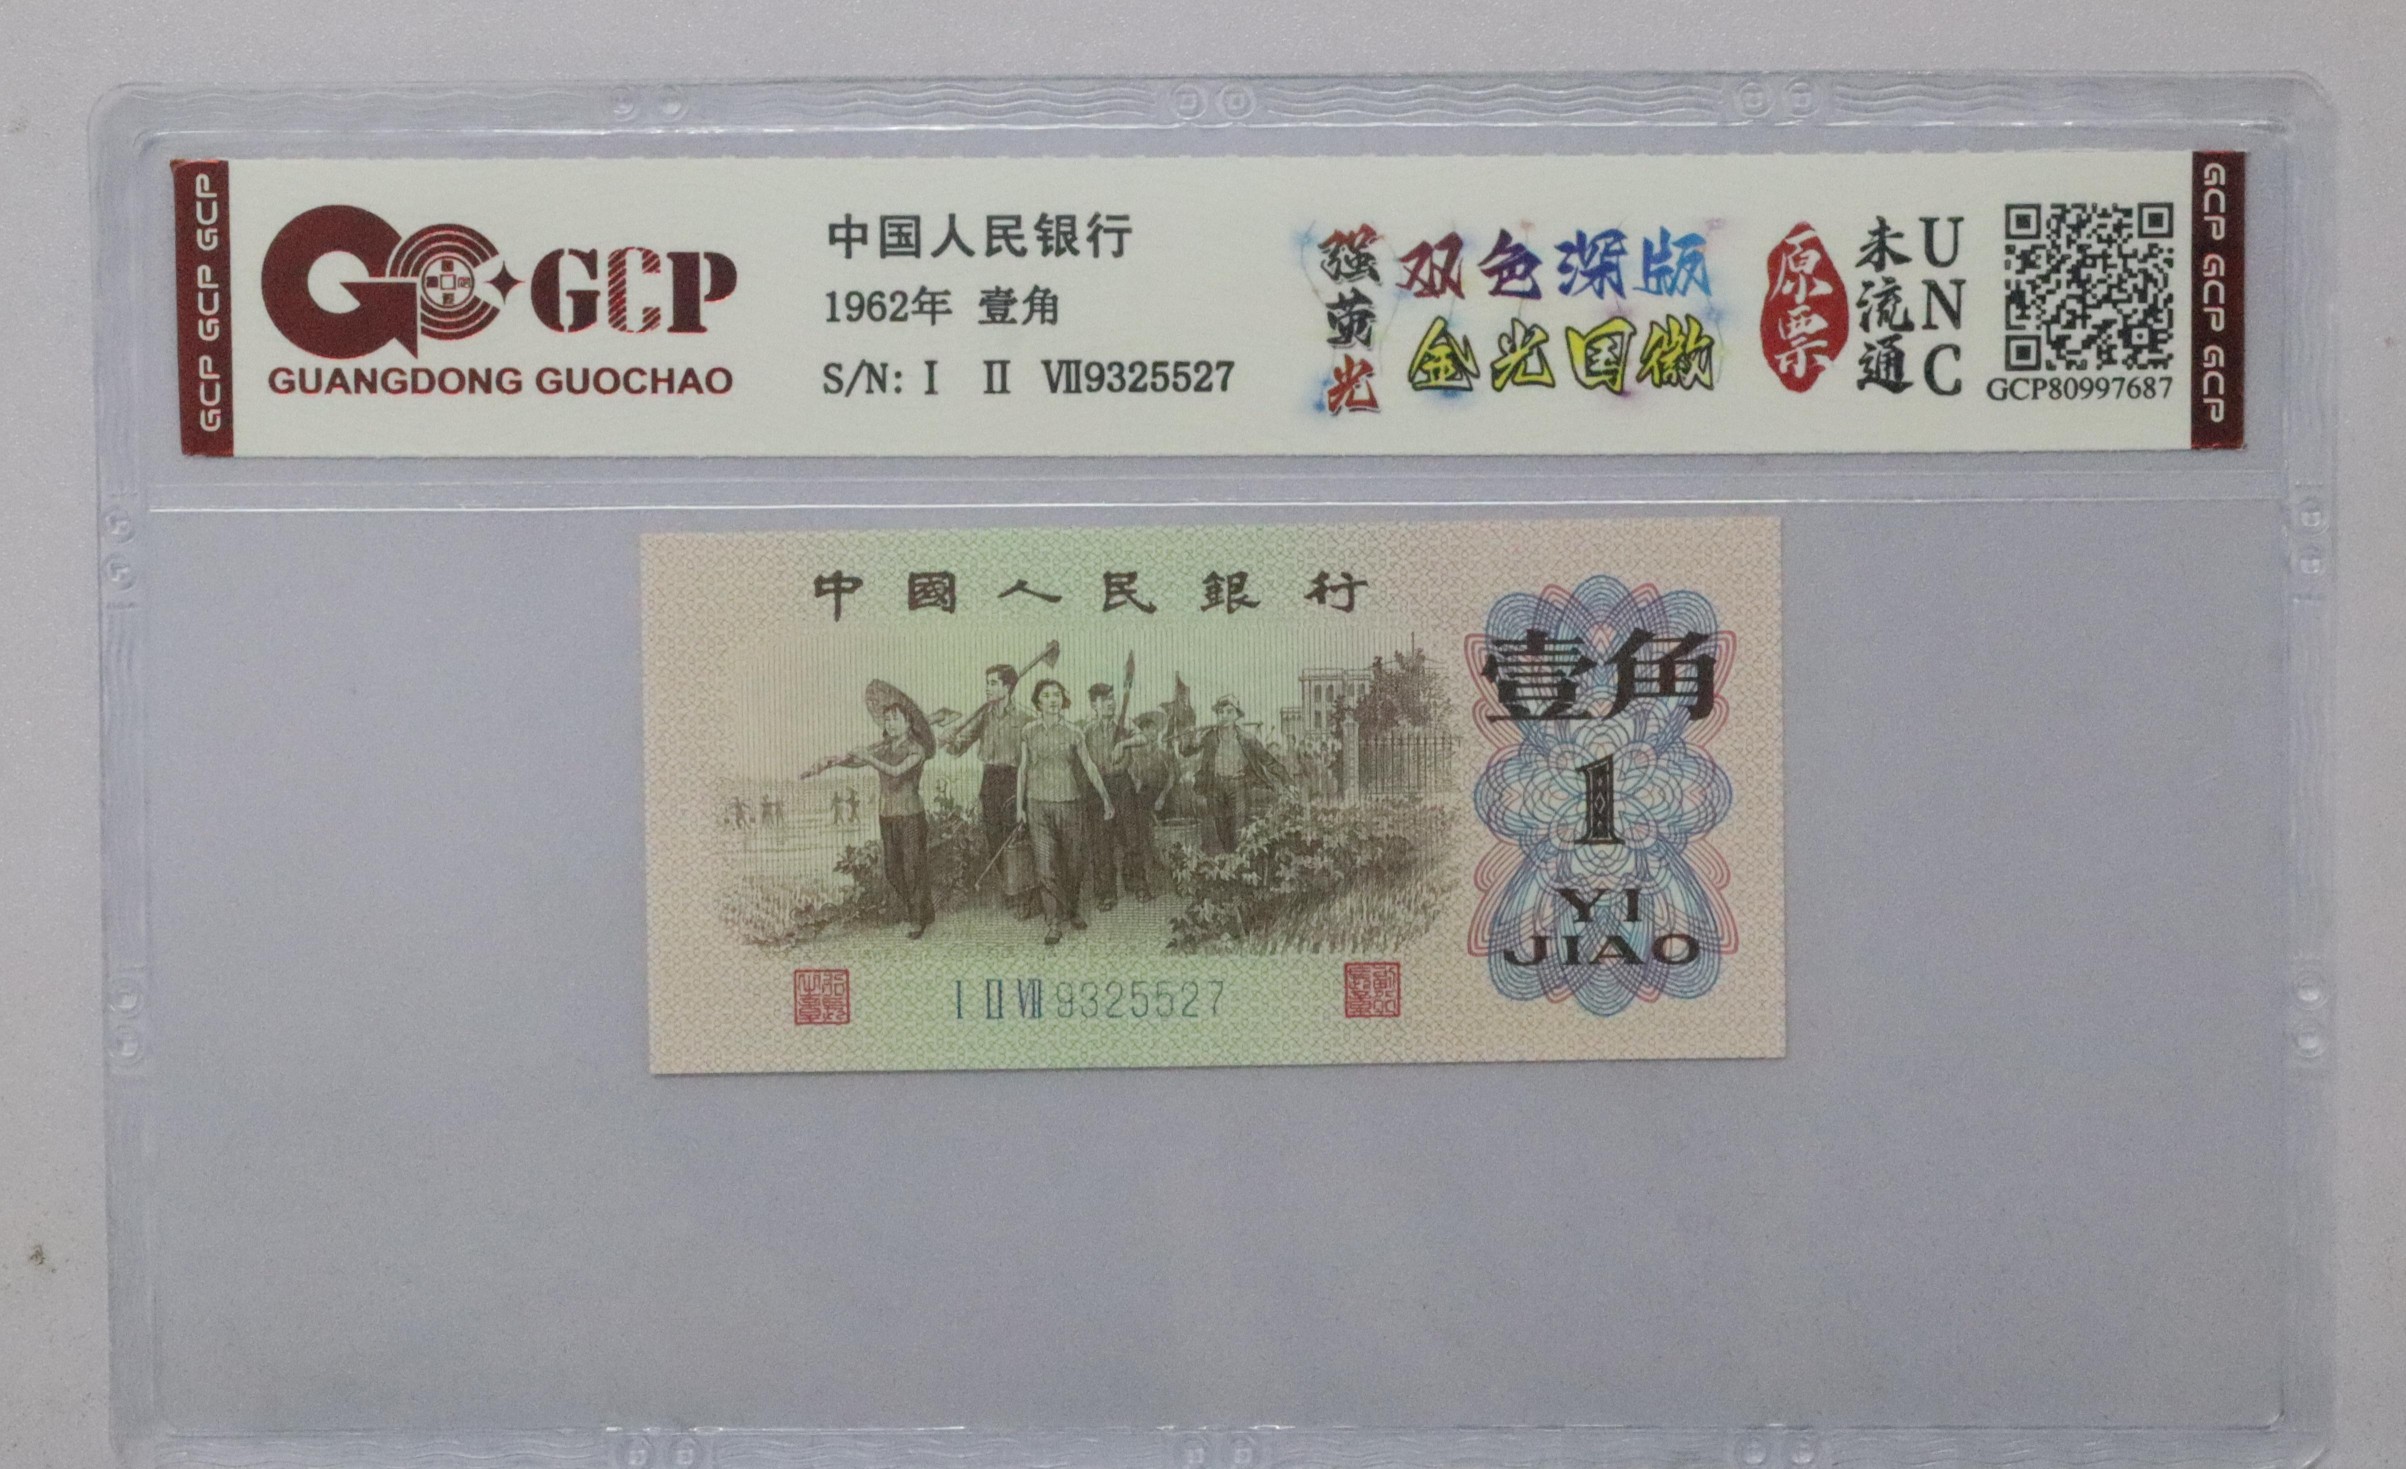 GCP GCP GCP
GCP
GUANGDONG GUOCHAO
中国人民银行
1962年 壹角
S/N: I II VII9325527
强萤光
双色深版
金光国徽
原票
未流通
UNC
GCP80997687
GCP GCP GCP
中國人民銀行
壹角
1
YI
JIAO
I II VII 9325527